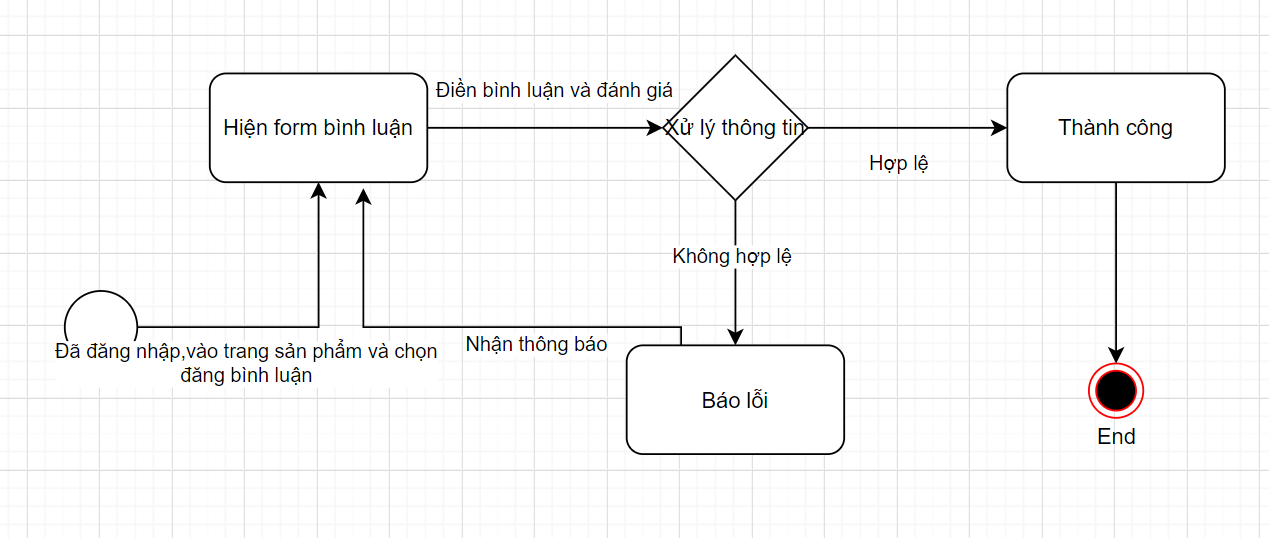 Điền bình luận và đánh giá
Hiện form bình luận
Xử lý thông tin
Thành công
Hợp lệ
Không hợp lệ
Đã đăng nhập,vào trang sản phẩm và chọn
đăng bình luận
Nhận thông báo
Báo lỗi
End